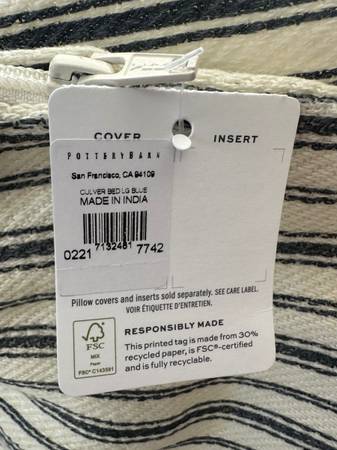 COVER INSERT
POTTERYBARN
San Francisco, CA 94109
CULVER BED LG BLUE
MADE IN INDIA
0221 7132481 7742
Pillow covers and inserts sold separately. SEE CARE LABEL.
VOIR ÉTIQUETTE D'ENTRETIEN.
RESPONSIBLY MADE
This printed tag is made from 30%
recycled paper, is FSC®-certified
and is fully recyclable.
FSC
MIX
Paper
FSC® C143581